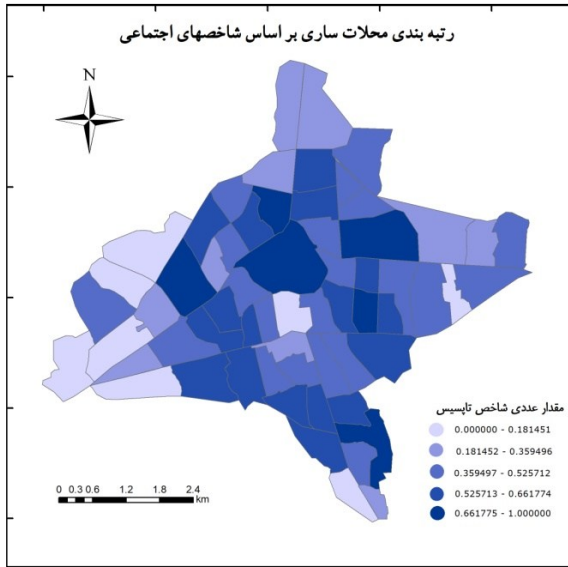 رتبه بندی محلات ساری بر اساس شاخصهای اجتماعی
N
مقدار عددی شاخص تاپسیس
0.000000 - 0.181451
0.181452 - 0.359496
0.359497 - 0.525712
0.525713 - 0.661774
0.661775 - 1.000000
0 0.3 0.6 1.2 1.8 2.4
km